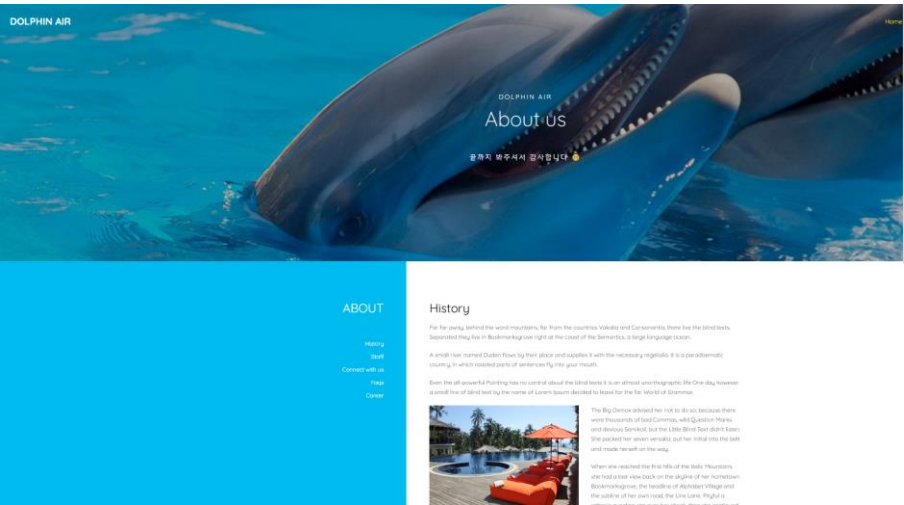 DOLPHIN AIR
Home
DOLPHIN AIR
About us
끝까지 봐주셔서 감사합니다
ABOUT
History
Staff
Connect with us
Faqs
Career
History
Far far away, behind the word mountains, far from the countries Vokalia and Consonantia, there live the blind texts.
Separated they live in Bookmarksgrove right at the coast of the Semantics, a large language ocean.
A small river named Duden flows by their place and supplies it with the necessary regelialia. It is a paradisematic
country, in which roasted parts of sentences fly into your mouth.
Even the all-powerful Pointing has no control about the blind texts it is an almost unorthographic life One day however
a small line of blind text by the name of Lorem Ipsum decided to leave for the far World of Grammar.
The Big Oxmox advised her not to do so, because there
were thousands of bad Commas, wild Question Marks
and devious Semikoli, but the Little Blind Text didn't listen.
She packed her seven versalia, put her initial into the belt
and made herself on the way.
When she reached the first hills of the Italic Mountains,
she had a last view back on the skyline of her hometown
Bookmarksgrove, the headline of Alphabet Village and
the subline of her own road, the Line Lane. Pityful a